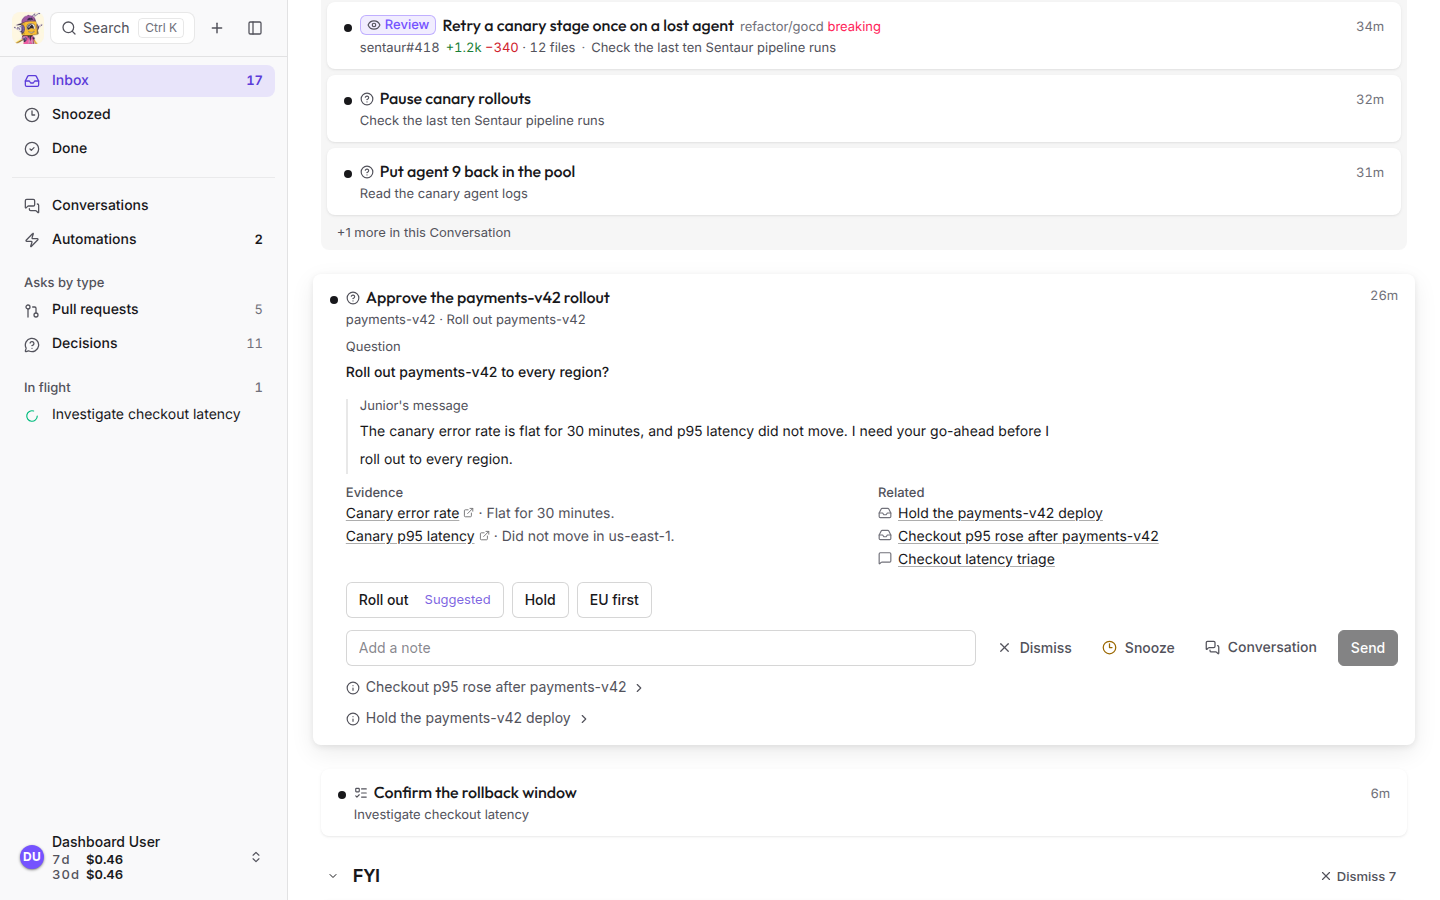 Search Ctrl K
Inbox 17
Snoozed
Done
Conversations
Automations 2
Asks by type
Pull requests 5
Decisions 11
In flight 1
Investigate checkout latency
DU
Dashboard User
7d $0.46
30d $0.46
Review Retry a canary stage once on a lost agent refactor/gocd breaking 34m
sentaur#418 +1.2k −340 · 12 files · Check the last ten Sentaur pipeline runs
Pause canary rollouts 32m
Check the last ten Sentaur pipeline runs
Put agent 9 back in the pool 31m
Read the canary agent logs
+1 more in this Conversation
Approve the payments-v42 rollout 26m
payments-v42 · Roll out payments-v42
Question
Roll out payments-v42 to every region?
Junior's message
The canary error rate is flat for 30 minutes, and p95 latency did not move. I need your go-ahead before I
roll out to every region.
Evidence
Canary error rate · Flat for 30 minutes.
Canary p95 latency · Did not move in us-east-1.
Related
Hold the payments-v42 deploy
Checkout p95 rose after payments-v42
Checkout latency triage
Roll out Suggested Hold EU first
Add a note Dismiss Snooze Conversation Send
Checkout p95 rose after payments-v42
Hold the payments-v42 deploy
Confirm the rollback window 6m
Investigate checkout latency
FYI Dismiss 7